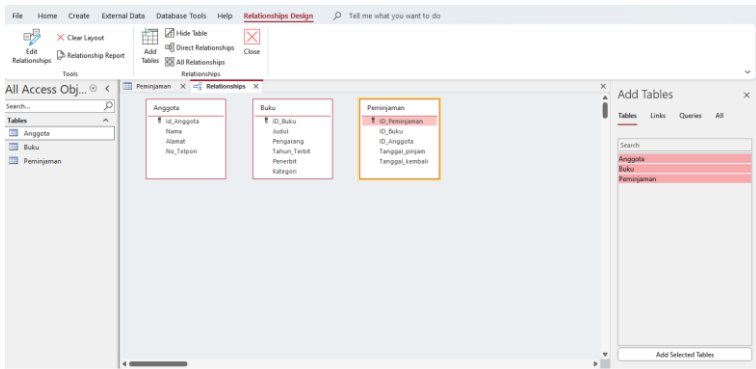 File Home Create External Data Database Tools Help Relationships Design Tell me what you want to do
Edit Relationships
Clear Layout
Relationship Report
Tools
Add Tables
Hide Table
Direct Relationships
All Relationships
Close
Relationships
All Access Obj...
Search...
Tables
Anggota
Buku
Peminjaman
Peminjaman Relationships
Anggota
Id_Anggota
Nama
Alamat
No_Telpon
Buku
ID_Buku
Judul
Pengarang
Tahun_Terbit
Penerbit
Kategori
Peminjaman
ID_Peminjaman
ID_Buku
ID_Anggota
Tanggal_pinjam
Tanggal_kembali
Add Tables
Tables Links Queries All
Search
Anggota
Buku
Peminjaman
Add Selected Tables